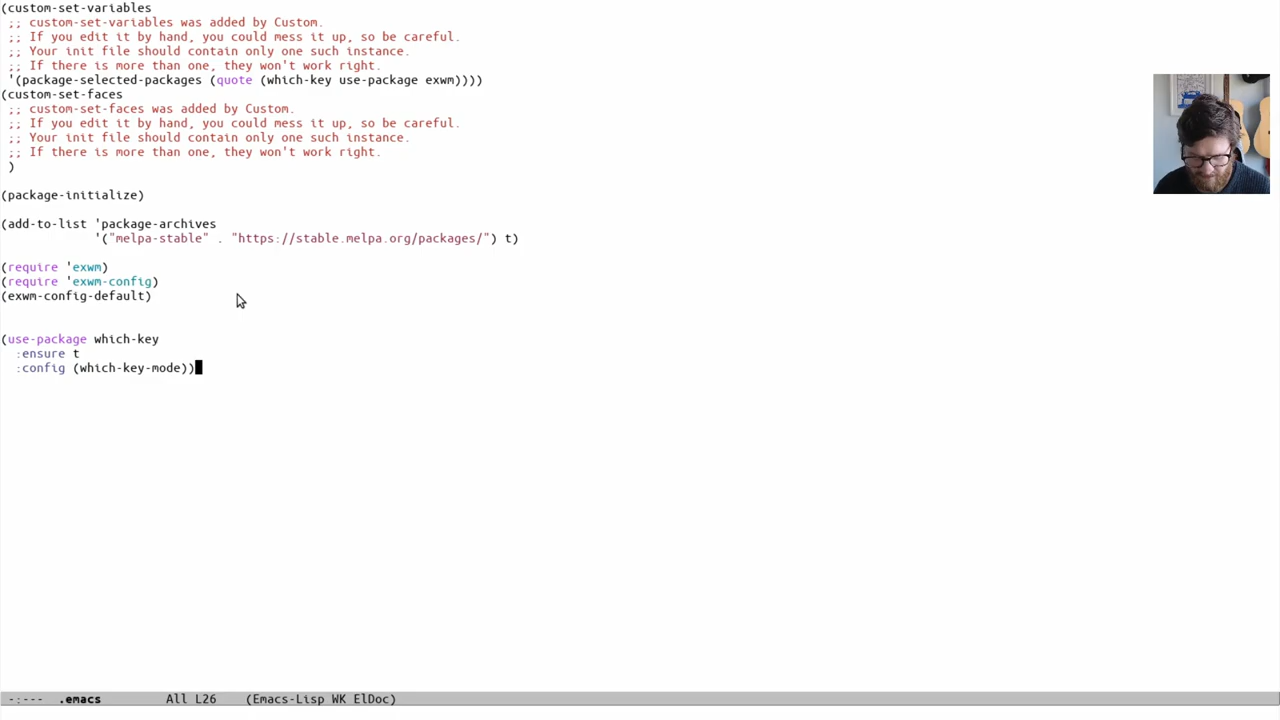 (custom-set-variables
;; custom-set-variables was added by Custom.
;; If you edit it by hand, you could mess it up, so be careful.
;; Your init file should contain only one such instance.
;; If there is more than one, they won't work right.
'(package-selected-packages (quote (which-key use-package exwm))))
(custom-set-faces
;; custom-set-faces was added by Custom.
;; If you edit it by hand, you could mess it up, so be careful.
;; Your init file should contain only one such instance.
;; If there is more than one, they won't work right.
)
(package-initialize)
(add-to-list 'package-archives
'("melpa-stable" . "https://stable.melpa.org/packages/") t)
(require 'exwm)
(require 'exwm-config)
(exwm-config-default)
(use-package which-key
:ensure t
:config (which-key-mode))
-:--- .emacs All L26 (Emacs-Lisp WK ElDoc)